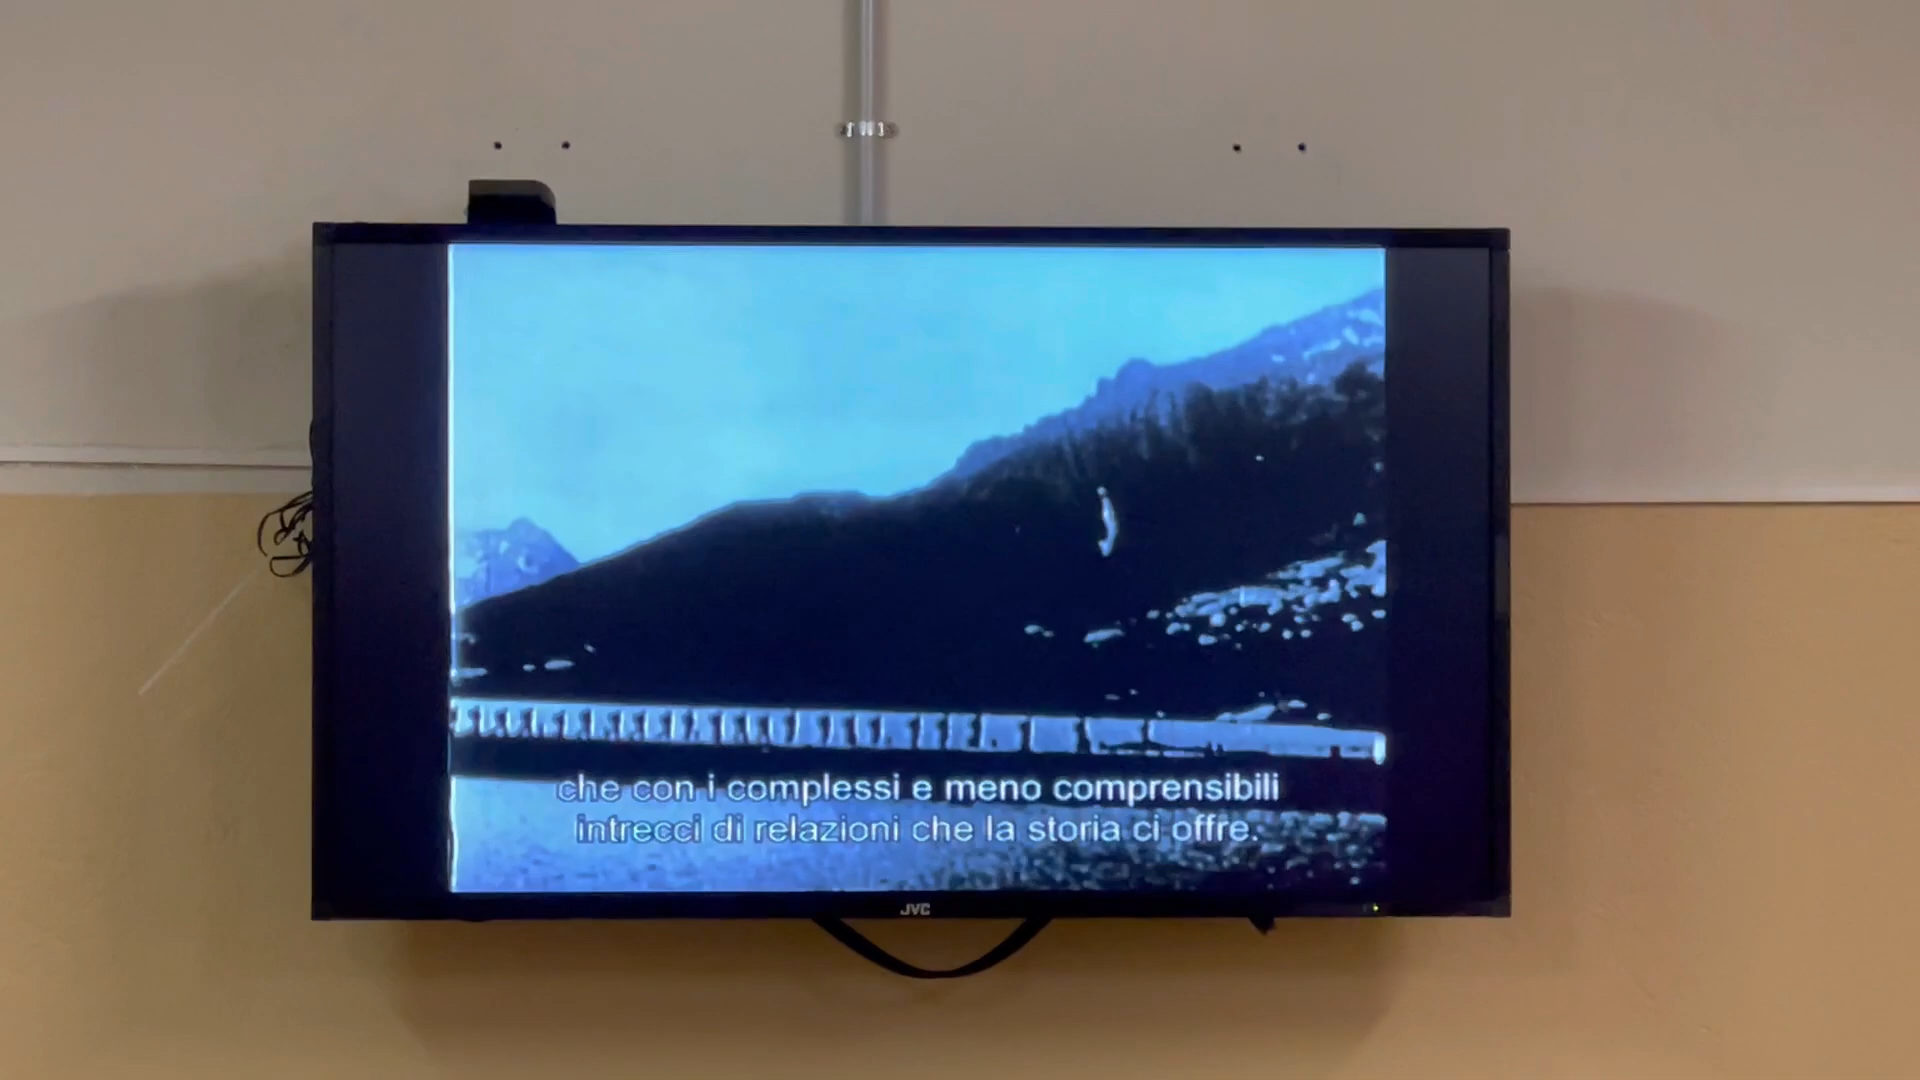 che con i complessi e meno comprensibili
intrecci di relazioni che la storia ci offre.
JVC